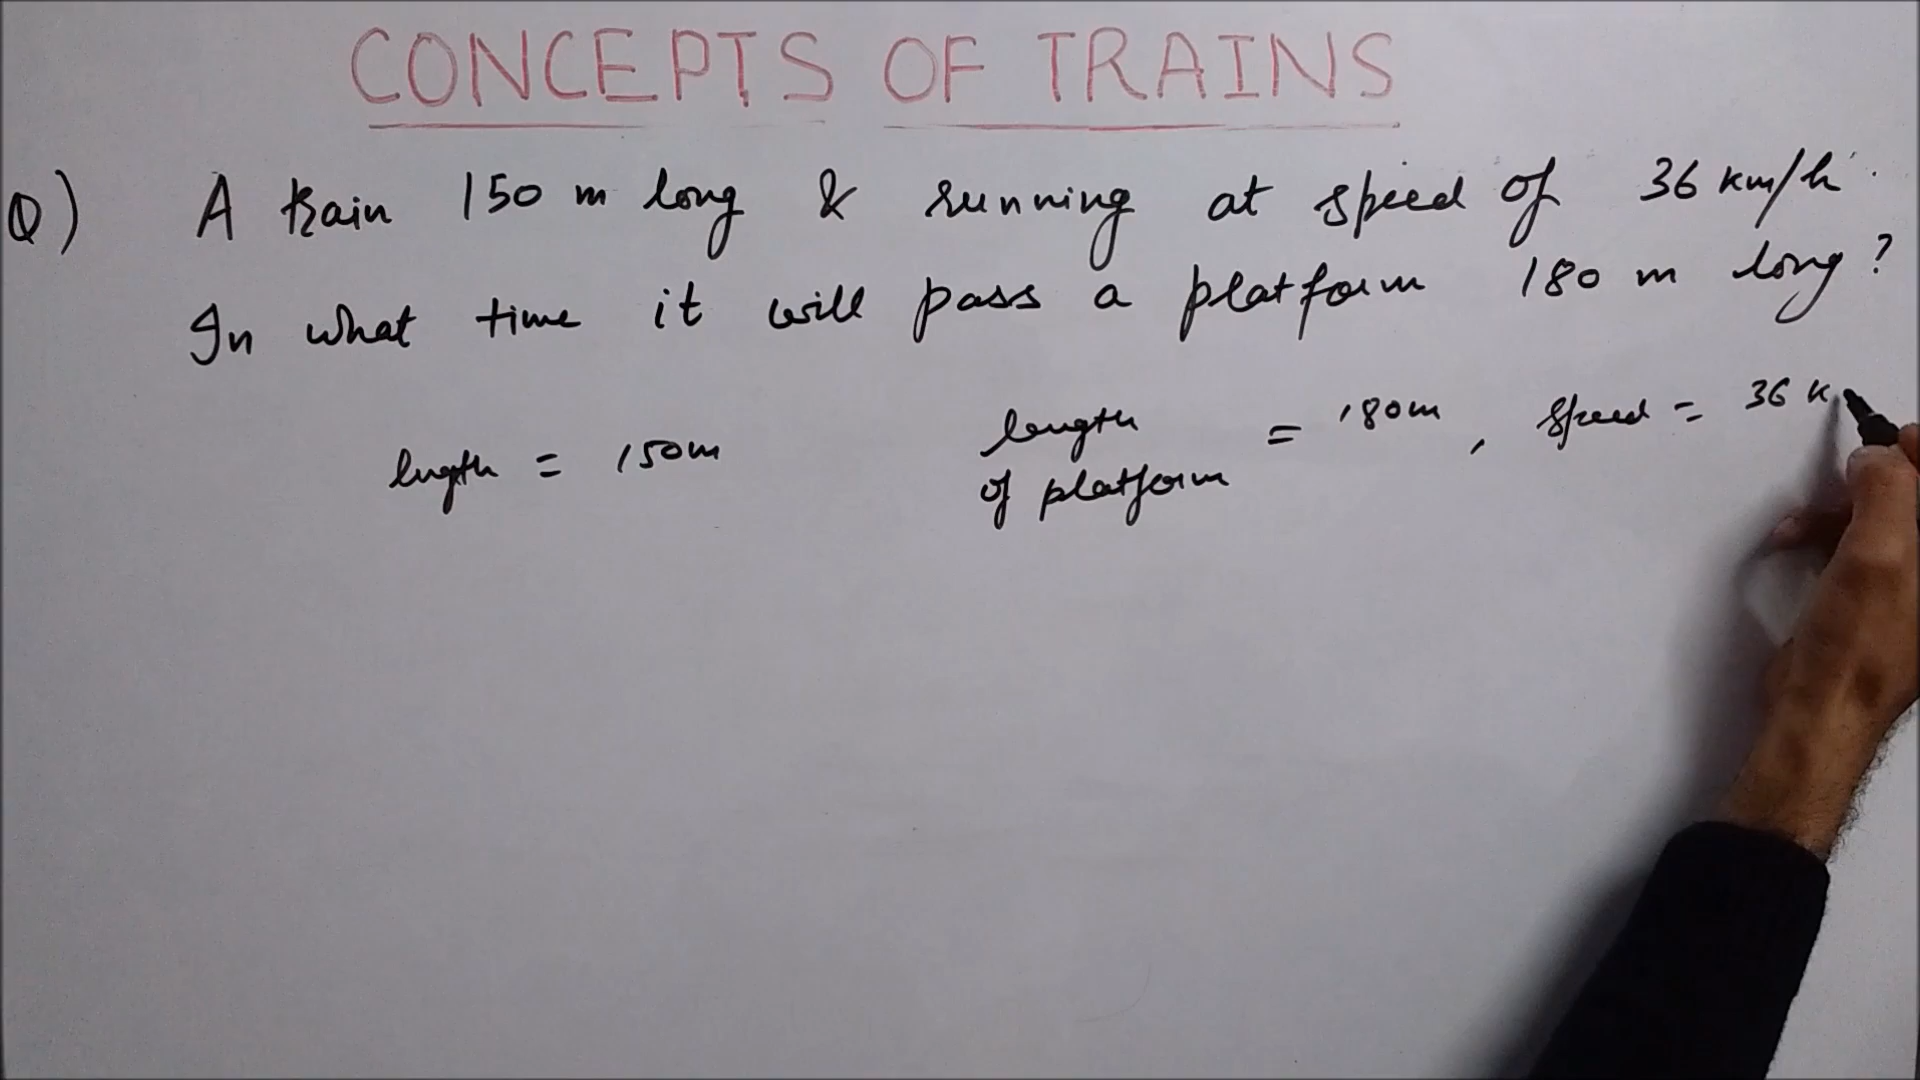 CONCEPTS OF TRAINS
Q) A train 150 m long & running at speed of 36 km/h.
In what time it will pass a platform 180 m long?
length = 150m length of platform = 180m, speed = 36 K